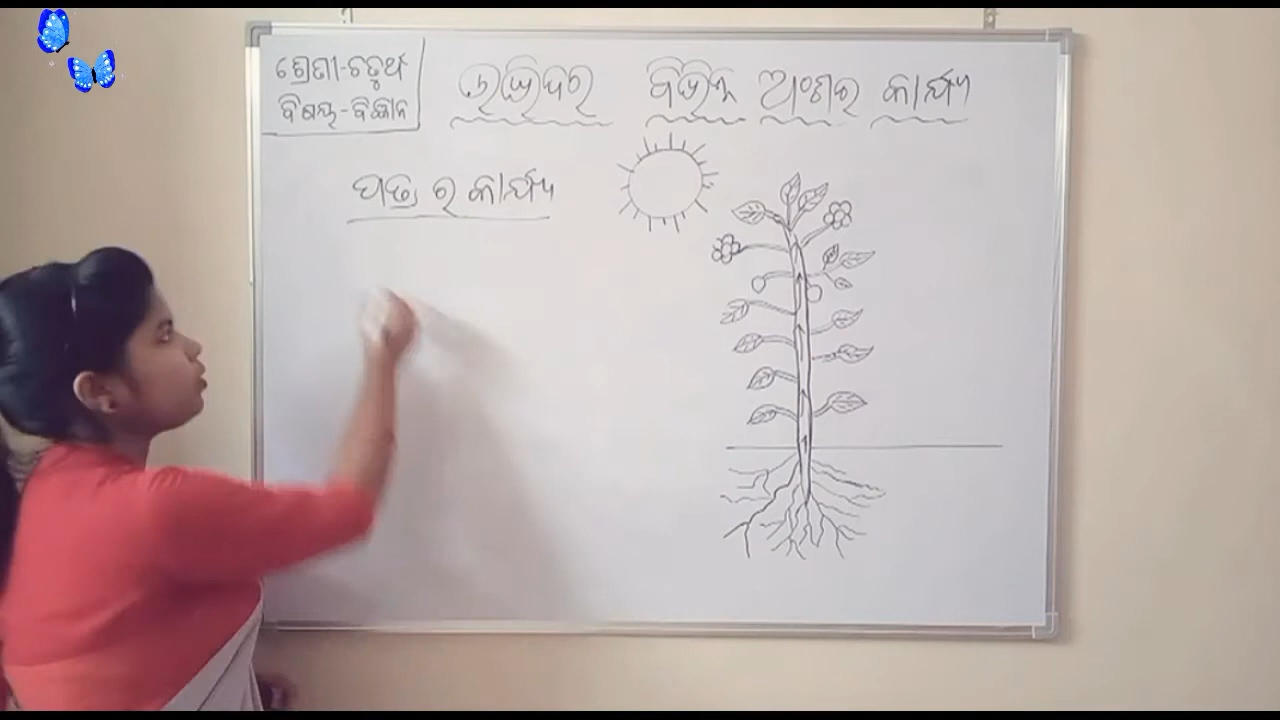 ଶ୍ରେଣୀ-ଚତୁର୍ଥ
ବିଷୟ-ବିଜ୍ଞାନ
ଉଦ୍ଭିଦର ବିଭିନ୍ନ ଅଂଶର କାର୍ଯ୍ୟ
ପତ୍ର ର କାର୍ଯ୍ୟ